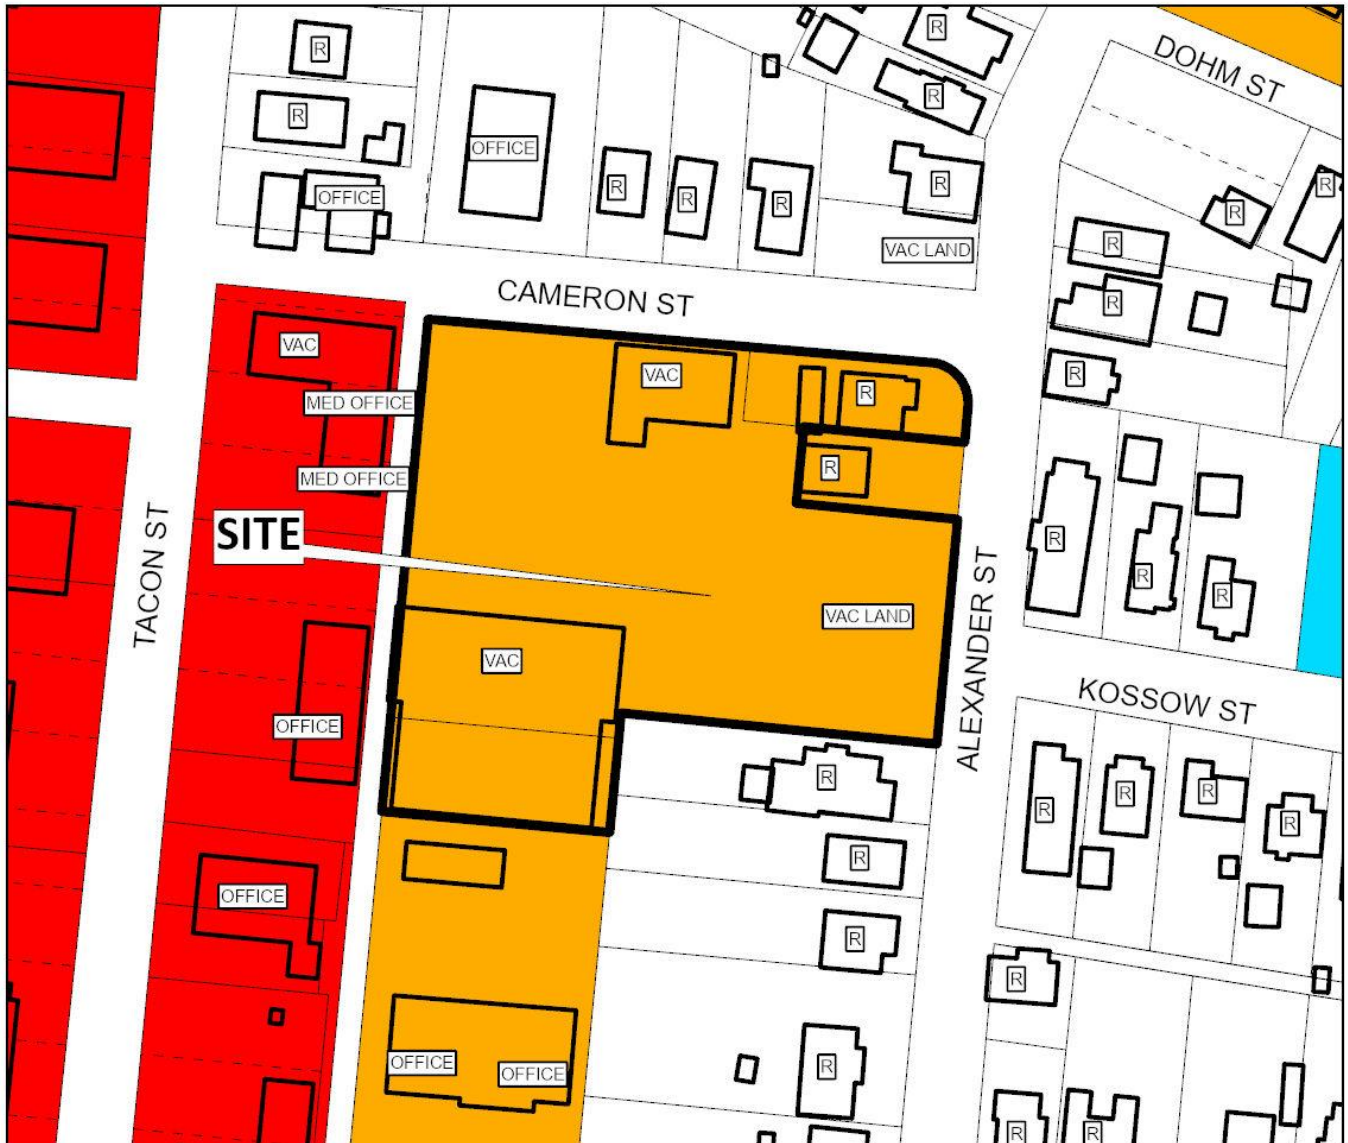 R
DOHM ST
R
R
R
OFFICE
R
R
R
R
R
R
OFFICE
R
R
VAC LAND
R
CAMERON ST
R
VAC
VAC
R
R
MED OFFICE
R
MED OFFICE
SITE
R
TACON ST
ALEXANDER ST
R
R
VAC LAND
VAC
KOSSOW ST
OFFICE
R
R
R
R
R
R
OFFICE
R
R
R
OFFICE
OFFICE
R
R
R